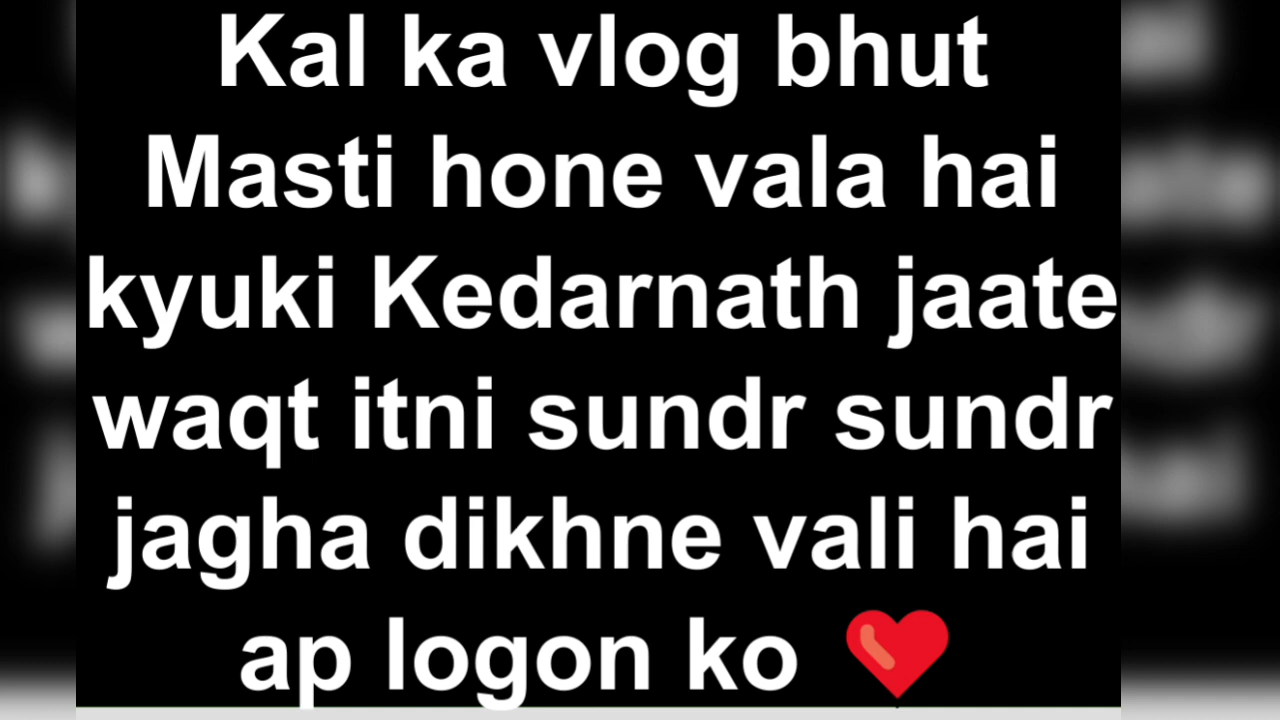 Kal ka vlog bhut
Masti hone vala hai
kyuki Kedarnath jaate
waqt itni sundr sundr
jagha dikhne vali hai
ap logon ko ❤️